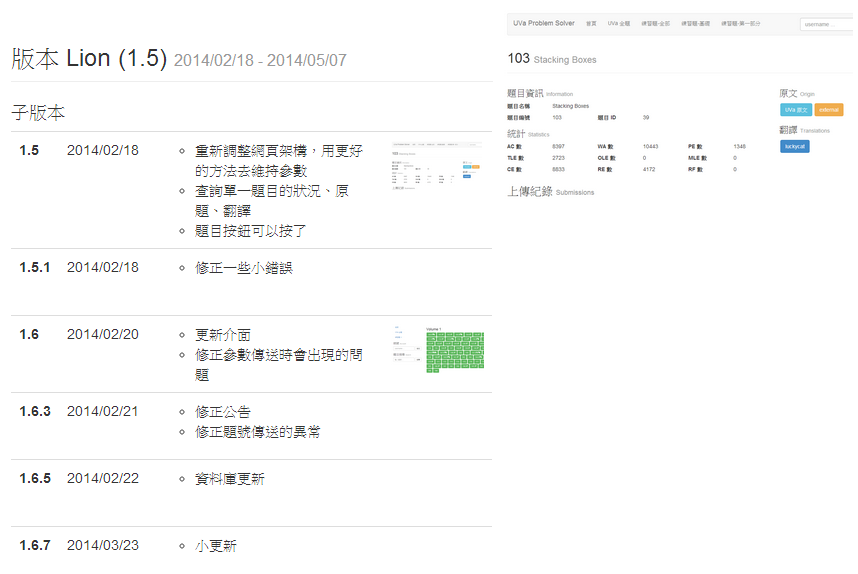 版本 Lion (1.5) 2014/02/18 - 2014/05/07
子版本
1.5 2014/02/18 重新調整網頁架構，用更好
的方法去維持參數
查詢單一題目的狀況、原
題、翻譯
題目按鈕可以按了
1.5.1 2014/02/18 修正一些小錯誤
1.6 2014/02/20 更新介面
修正參數傳送時會出現的問
題
1.6.3 2014/02/21 修正公告
修正題號傳送的異常
1.6.5 2014/02/22 資料庫更新
1.6.7 2014/03/23 小更新
Volume 1
UVa Problem Solver 首頁 UVa 全題 練習題-全部 練習題-基礎 練習題-第一部分 username ...
103 Stacking Boxes
題目資訊 Information
題目名稱 Stacking Boxes
題目編號 103 題目 ID 39
統計 Statistics
AC 數 8397 WA 數 10443 PE 數 1346
TLE 數 2723 OLE 數 0 MLE 數 0
CE 數 8833 RE 數 4172 RF 數 0
上傳紀錄 Submissions
原文 Origin
UVa 原文 external
翻譯 Translations
luckycat